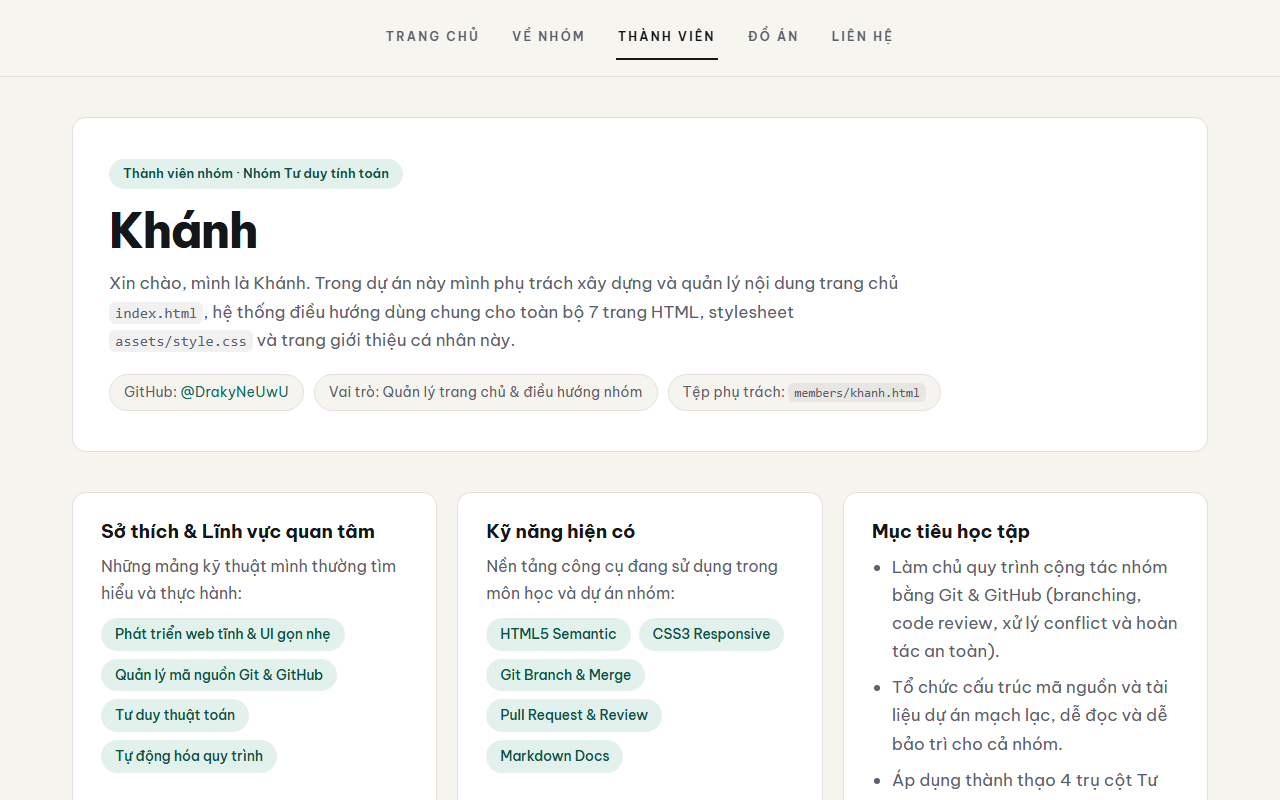 TRANG CHỦ VỀ NHÓM THÀNH VIÊN ĐỒ ÁN LIÊN HỆ
Thành viên nhóm · Nhóm Tư duy tính toán
Khánh
Xin chào, mình là Khánh. Trong dự án này mình phụ trách xây dựng và quản lý nội dung trang chủ
index.html, hệ thống điều hướng dùng chung cho toàn bộ 7 trang HTML, stylesheet
assets/style.css và trang giới thiệu cá nhân này.
GitHub: @DrakyNeUwU Vai trò: Quản lý trang chủ & điều hướng nhóm Tệp phụ trách: members/khanh.html
Sở thích & Lĩnh vực quan tâm
Những mảng kỹ thuật mình thường tìm
hiểu và thực hành:
Phát triển web tĩnh & UI gọn nhẹ
Quản lý mã nguồn Git & GitHub
Tư duy thuật toán
Tự động hóa quy trình
Kỹ năng hiện có
Nền tảng công cụ đang sử dụng trong
môn học và dự án nhóm:
HTML5 Semantic CSS3 Responsive
Git Branch & Merge
Pull Request & Review
Markdown Docs
Mục tiêu học tập
Làm chủ quy trình cộng tác nhóm
bằng Git & GitHub (branching,
code review, xử lý conflict và hoàn
tác an toàn).
Tổ chức cấu trúc mã nguồn và tài
liệu dự án mạch lạc, dễ đọc và dễ
bảo trì cho cả nhóm.
Áp dụng thành thạo 4 trụ cột Tư